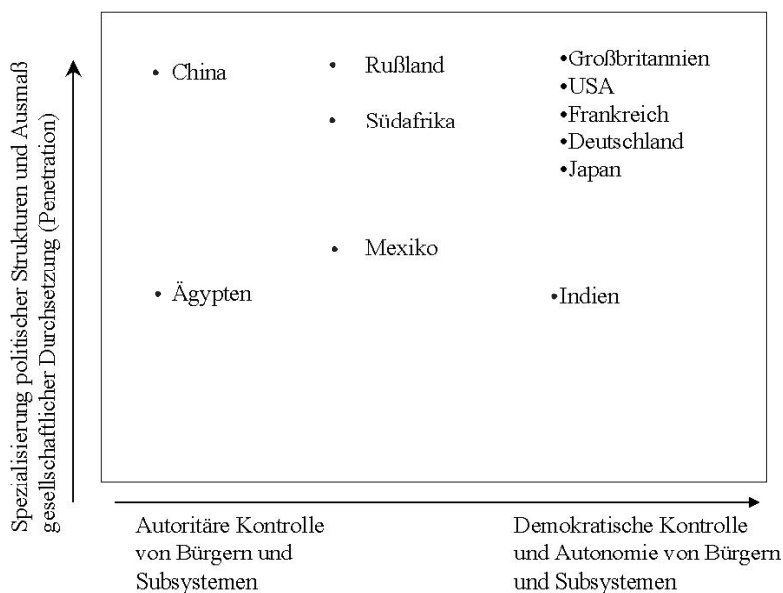 Spezialisierung politischer Strukturen und Ausmaß
gesellschaftlicher Durchsetzung (Penetration)
China
Rußland
Südafrika
Großbritannien
USA
Frankreich
Deutschland
Japan
Mexiko
Ägypten
Indien
Autoritäre Kontrolle
von Bürgern und
Subsystemen
Demokratische Kontrolle
und Autonomie von Bürgern
und Subsystemen